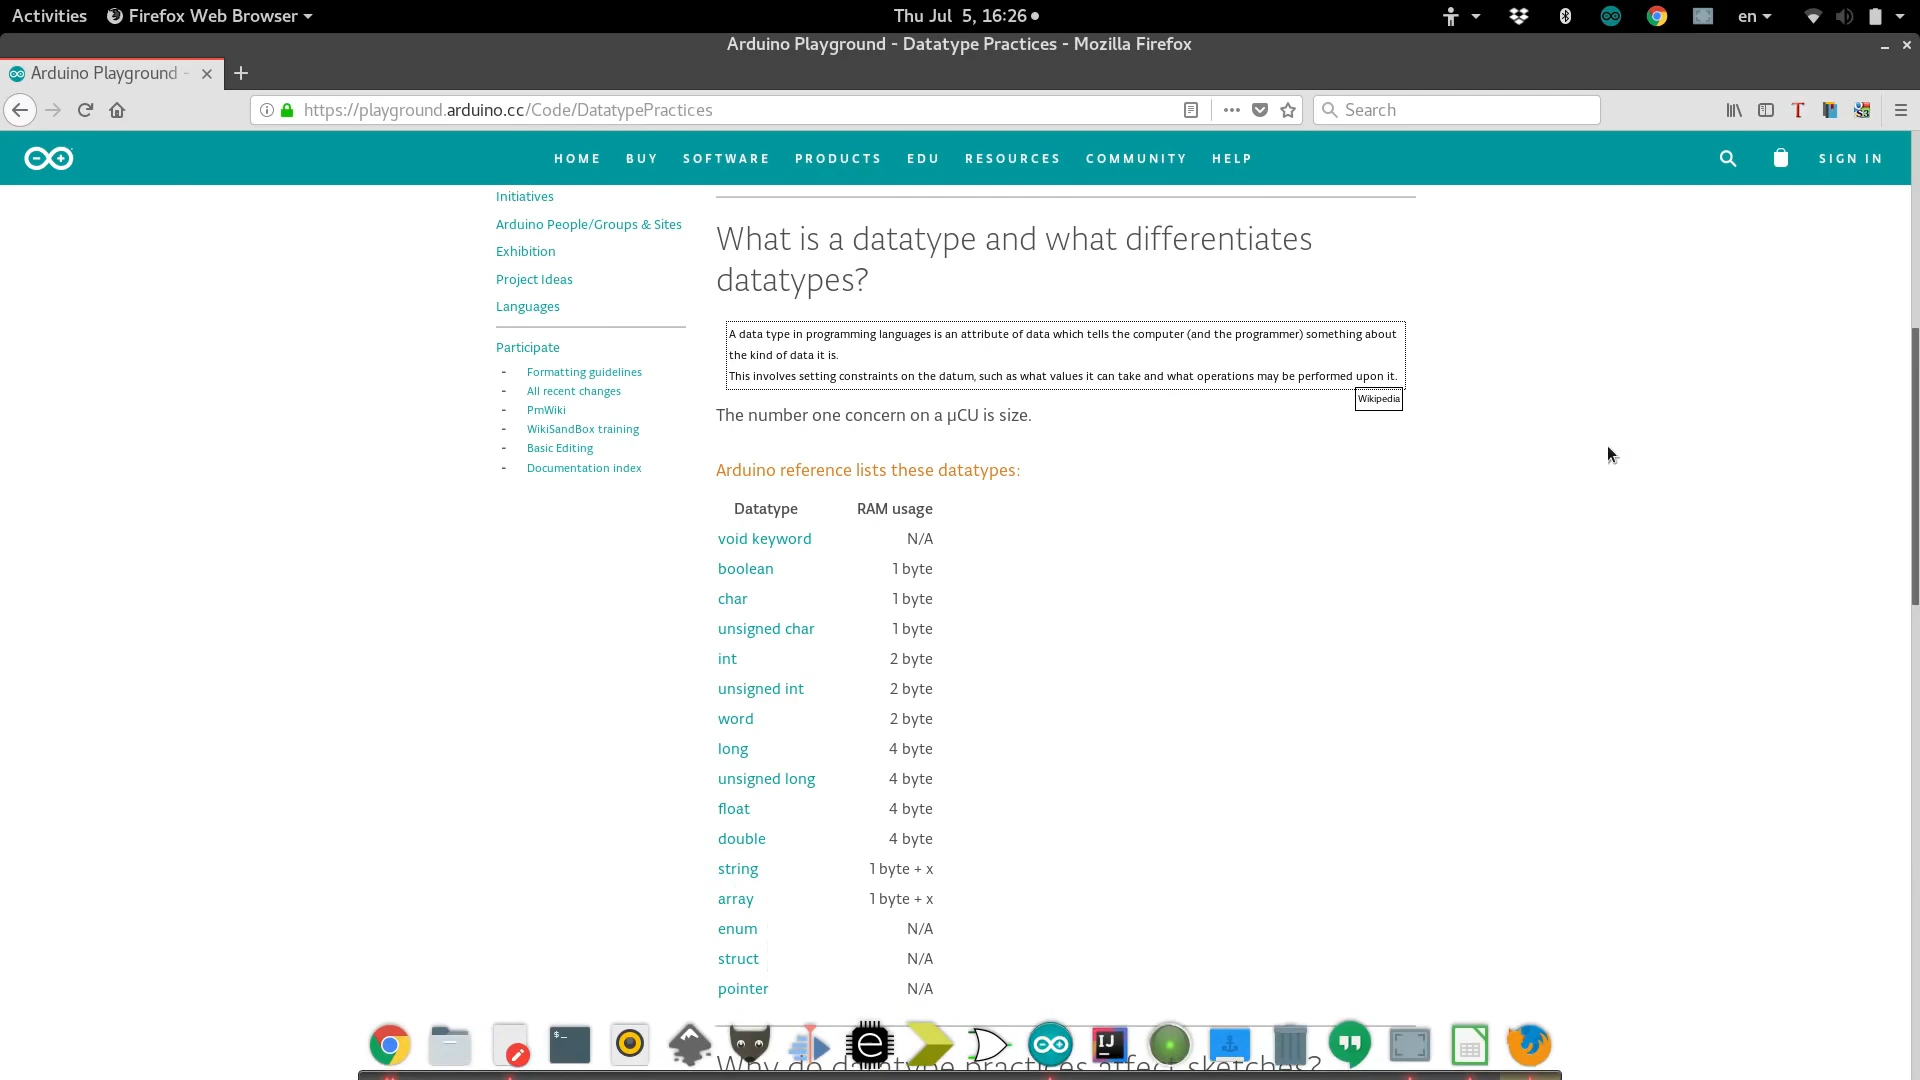 Activities Firefox Web Browser Thu Jul 5, 16:26 en
Arduino Playground - Datatype Practices - Mozilla Firefox
Arduino Playground -
https://playground.arduino.cc/Code/DatatypePractices Search
HOME BUY SOFTWARE PRODUCTS EDU RESOURCES COMMUNITY HELP SIGN IN
Initiatives
Arduino People/Groups & Sites
Exhibition
Project Ideas
Languages
Participate
- Formatting guidelines
- All recent changes
- PmWiki
- WikiSandBox training
- Basic Editing
- Documentation index
What is a datatype and what differentiates
datatypes?
A data type in programming languages is an attribute of data which tells the computer (and the programmer) something about
the kind of data it is.
This involves setting constraints on the datum, such as what values it can take and what operations may be performed upon it.
Wikipedia
The number one concern on a µCU is size.
Arduino reference lists these datatypes:
Datatype RAM usage
void keyword N/A
boolean 1 byte
char 1 byte
unsigned char 1 byte
int 2 byte
unsigned int 2 byte
word 2 byte
long 4 byte
unsigned long 4 byte
float 4 byte
double 4 byte
string 1 byte + x
array 1 byte + x
enum N/A
struct N/A
pointer N/A
Why do datatype practices affect sketches?